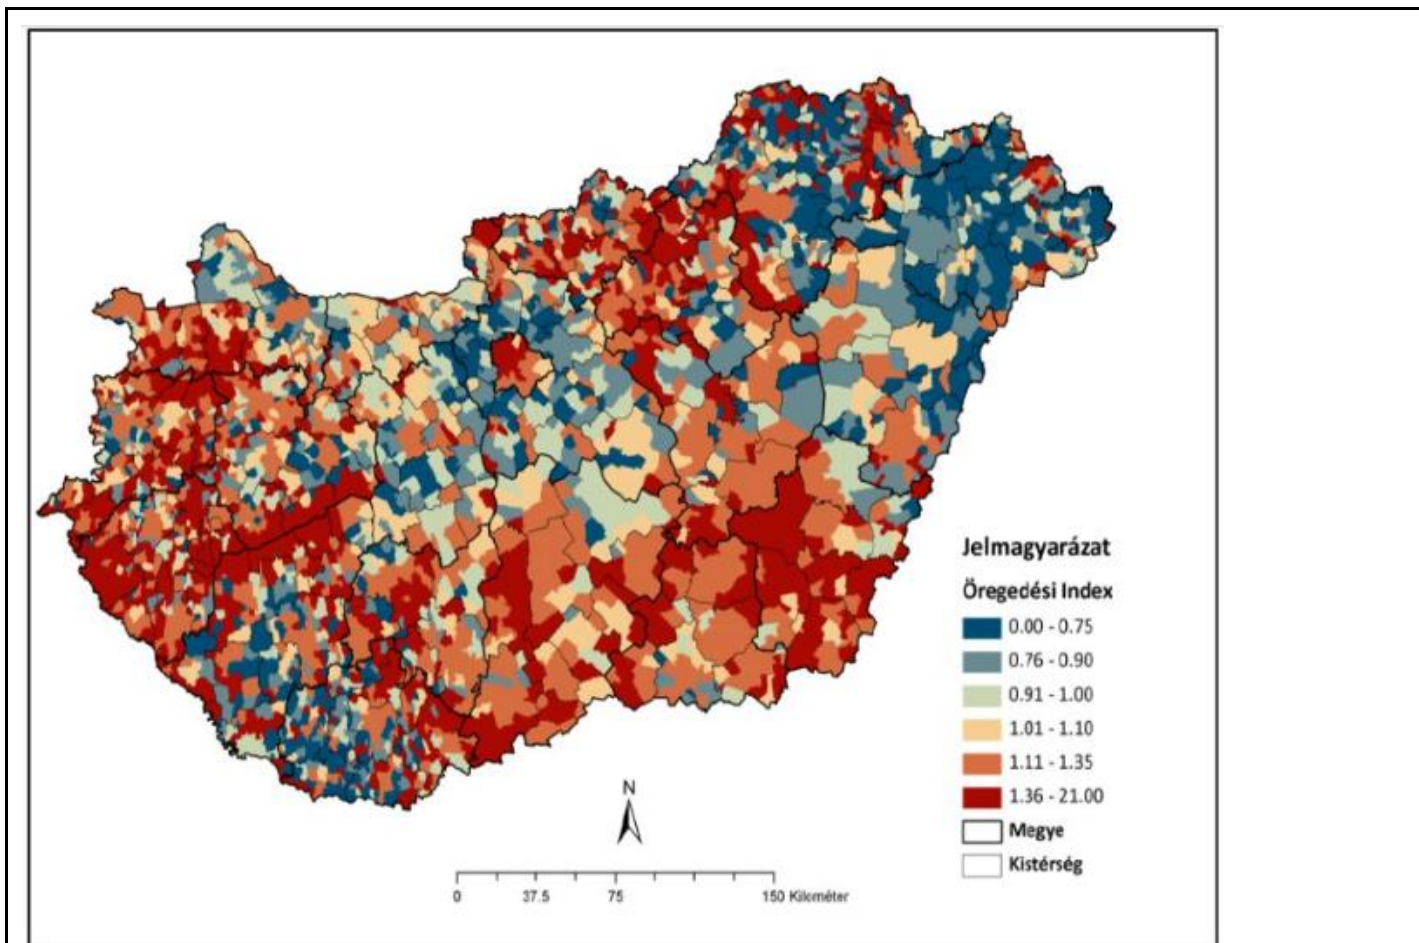 Jelmagyarázat
Öregedési Index
0.00 - 0.75
0.76 - 0.90
0.91 - 1.00
1.01 - 1.10
1.11 - 1.35
1.36 - 21.00
Megye
Kistérség
N
0 37.5 75 150 Kilométer